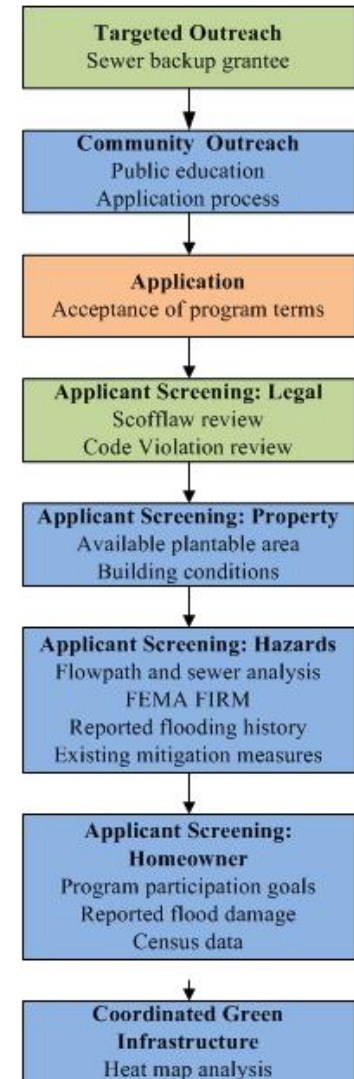 Targeted Outreach
Sewer backup grantee
Community Outreach
Public education
Application process
Application
Acceptance of program terms
Applicant Screening: Legal
Scofflaw review
Code Violation review
Applicant Screening: Property
Available plantable area
Building conditions
Applicant Screening: Hazards
Flowpath and sewer analysis
FEMA FIRM
Reported flooding history
Existing mitigation measures
Applicant Screening:
Homeowner
Program participation goals
Reported flood damage
Census data
Coordinated Green
Infrastructure
Heat map analysis